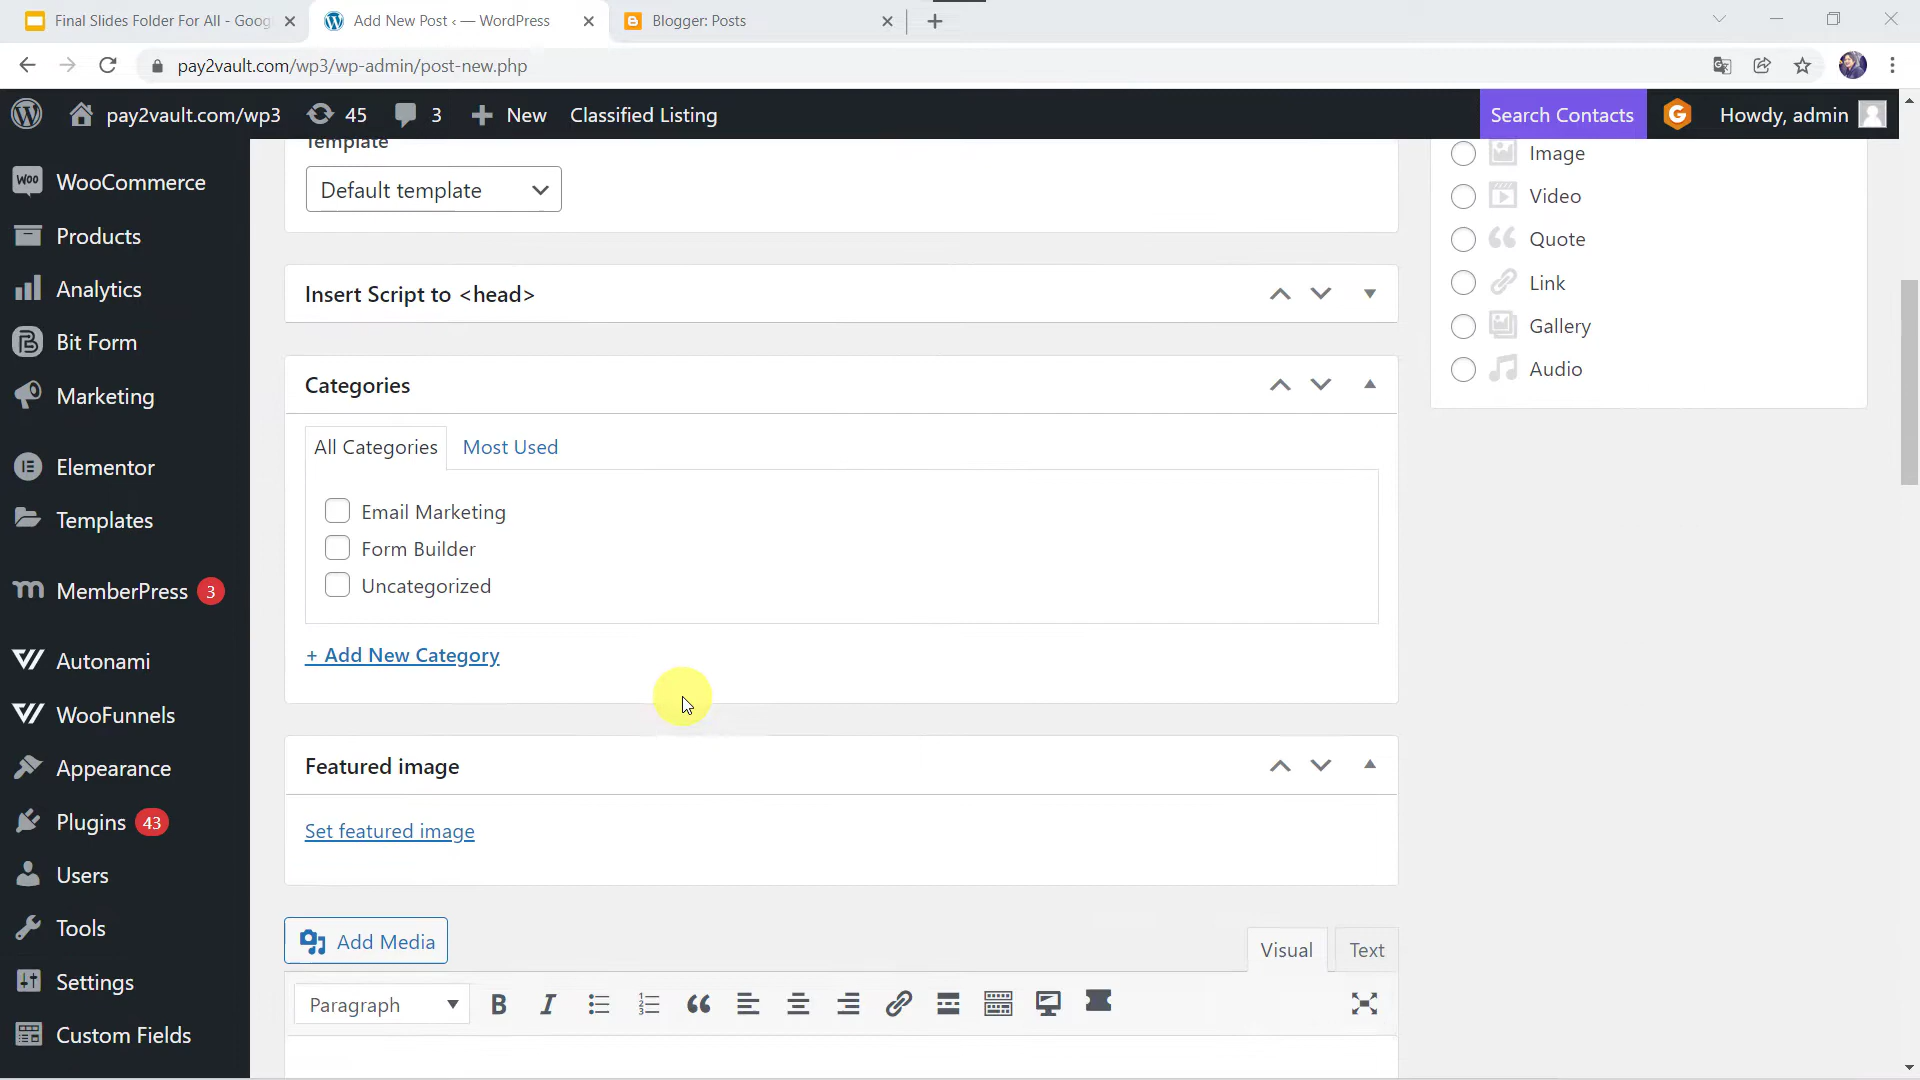 Final Slides Folder For All - Goog
Add New Post ‹ — WordPress
Blogger: Posts
pay2vault.com/wp3/wp-admin/post-new.php
pay2vault.com/wp3
45
3
New
Classified Listing
Search Contacts
Howdy, admin
WooCommerce
Products
Analytics
Bit Form
Marketing
Elementor
Templates
MemberPress 3
Autonami
WooFunnels
Appearance
Plugins 43
Users
Tools
Settings
Custom Fields
Template
Default template
Insert Script to <head>
Categories
All Categories
Most Used
Email Marketing
Form Builder
Uncategorized
+ Add New Category
Featured image
Set featured image
Add Media
Visual
Text
Paragraph
Image
Video
Quote
Link
Gallery
Audio